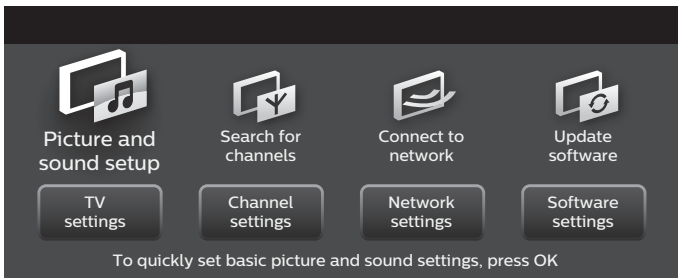 Picture and
sound setup
Search for
channels
Connect to
network
Update
software
TV
settings
Channel
settings
Network
settings
Software
settings
To quickly set basic picture and sound settings, press OK